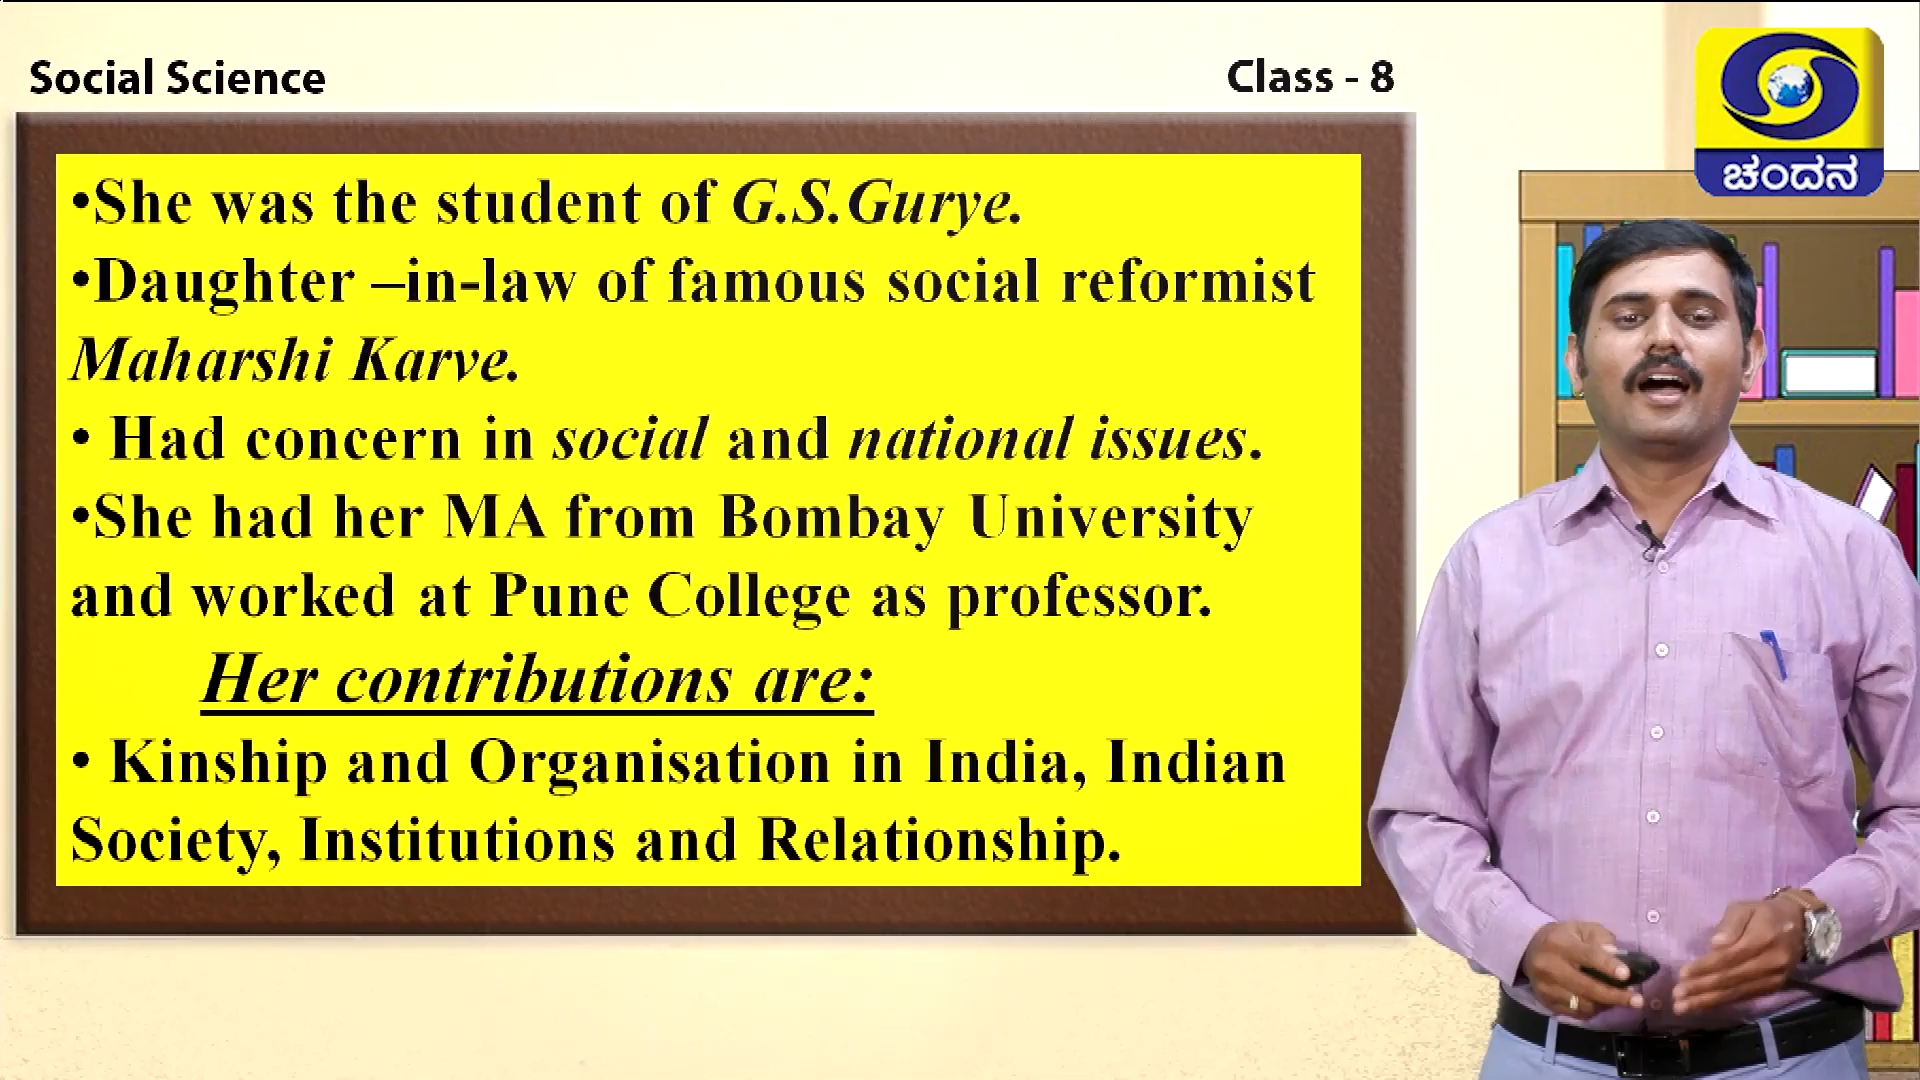 Social Science
Class - 8
ಚಂದನ
•She was the student of G.S.Gurye.
•Daughter –in-law of famous social reformist
Maharshi Karve.
• Had concern in social and national issues.
•She had her MA from Bombay University
and worked at Pune College as professor.
Her contributions are:
• Kinship and Organisation in India, Indian
Society, Institutions and Relationship.